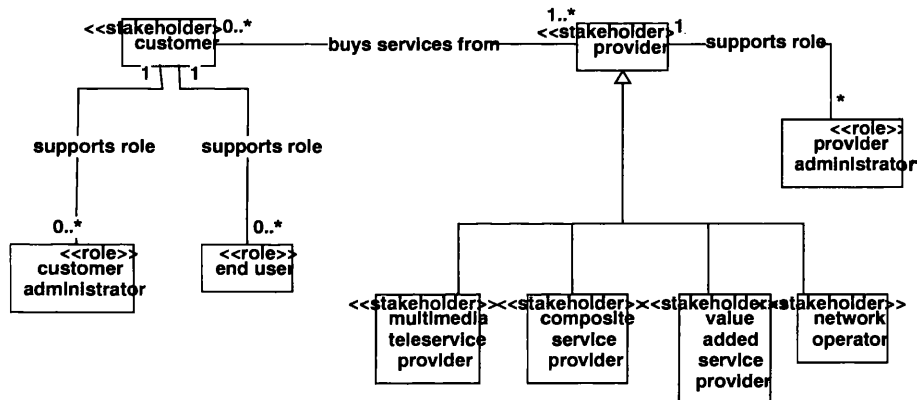 <<stakeholder>>
customer
0..*
buys services from
1..*
<<stakeholder>
provider
1
supports role
*
<<role>>
provider
administrator
1
1
supports role
supports role
0..*
0..*
<<role>>
customer
administrator
<<role>>
end user
<<stakeholder>>
multimedia
teleservice
provider
<<stakeholder>>
composite
service
provider
<<stakeholder>>
value
added
service
provider
<<stakeholder>>
network
operator